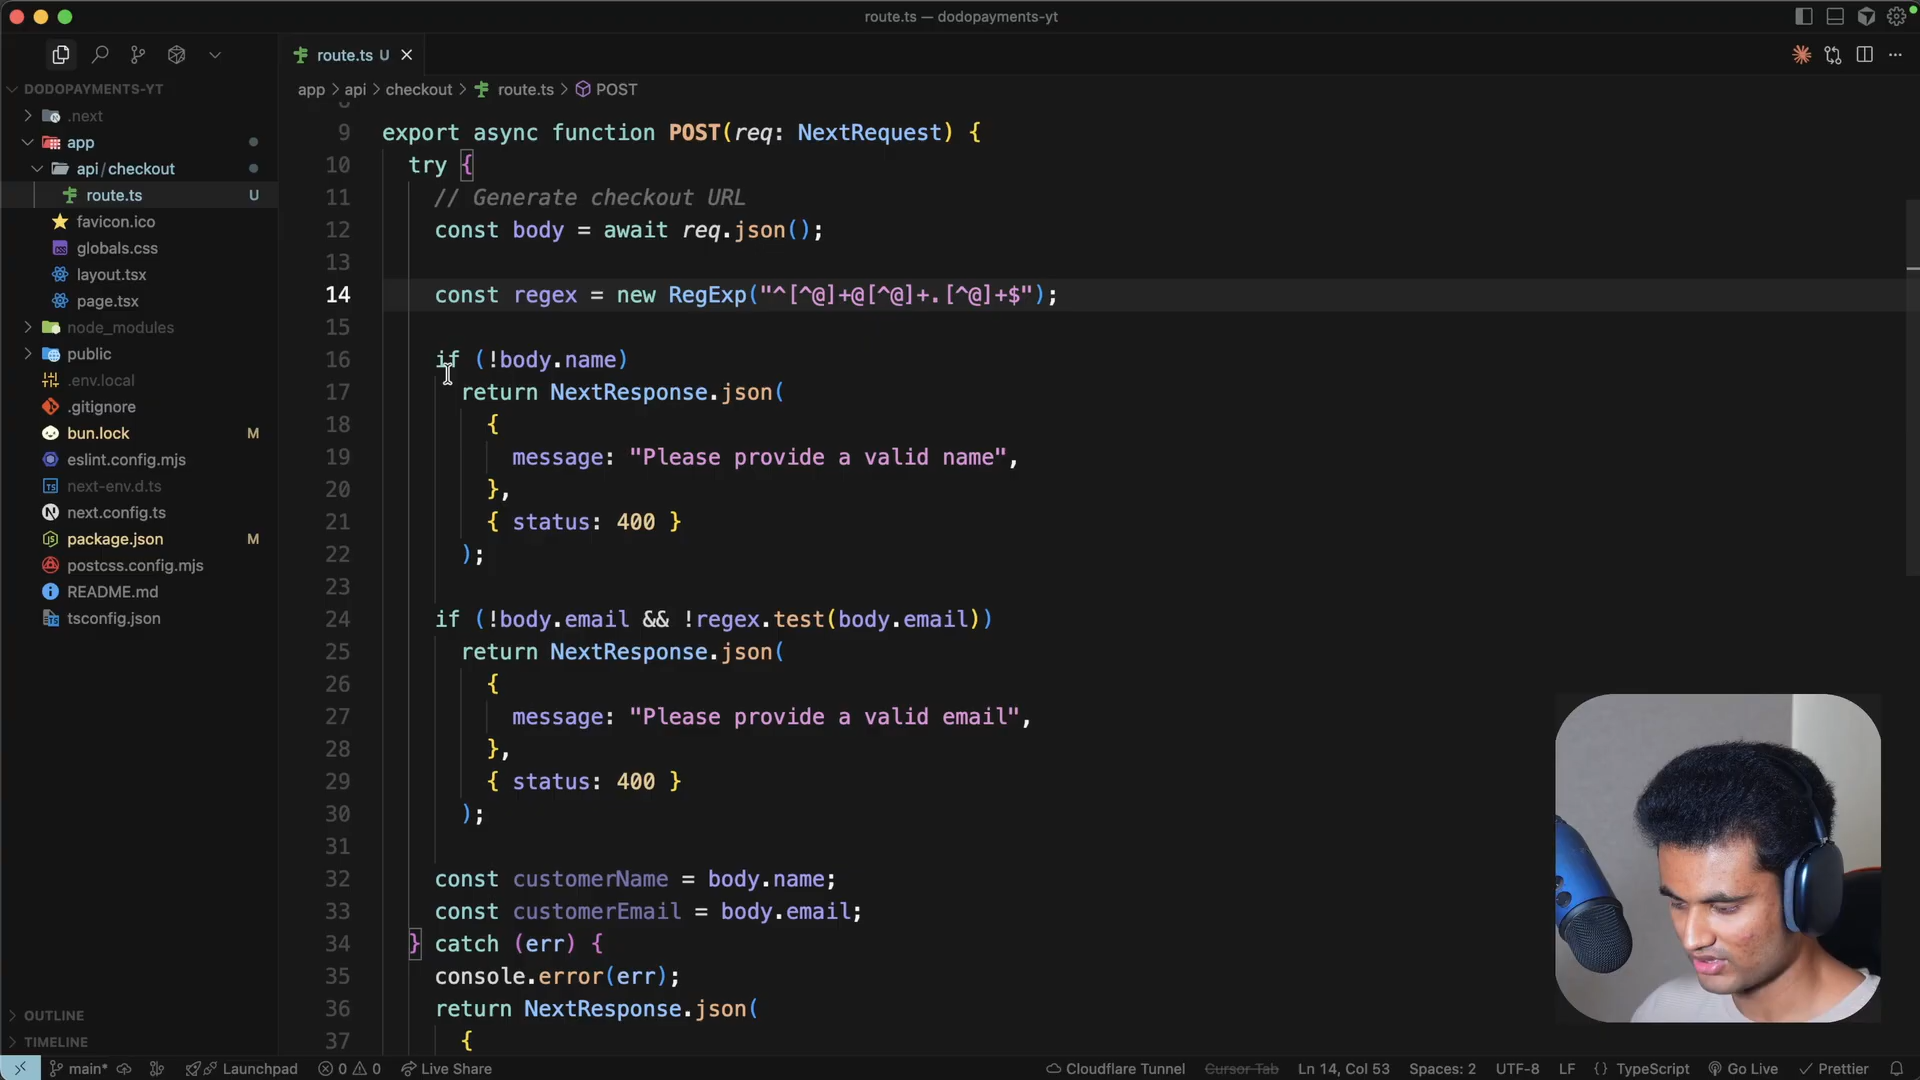 route.ts — dodopayments-yt
route.ts U
DODOPAYMENTS-YT
.next
app
api/checkout
route.ts U
favicon.ico
globals.css
layout.tsx
page.tsx
node_modules
public
.env.local
.gitignore
bun.lock M
eslint.config.mjs
next-env.d.ts
next.config.ts
package.json M
postcss.config.mjs
README.md
tsconfig.json
OUTLINE
TIMELINE
app > api > checkout > route.ts > POST
9 export async function POST(req: NextRequest) {
10 try {
11 // Generate checkout URL
12 const body = await req.json();
13
14 const regex = new RegExp("^[^@]+@[^@]+.[^@]+$");
15
16 if (!body.name)
17 return NextResponse.json(
18 {
19 message: "Please provide a valid name",
20 },
21 { status: 400 }
22 );
23
24 if (!body.email && !regex.test(body.email))
25 return NextResponse.json(
26 {
27 message: "Please provide a valid email",
28 },
29 { status: 400 }
30 );
31
32 const customerName = body.name;
33 const customerEmail = body.email;
34 } catch (err) {
35 console.error(err);
36 return NextResponse.json(
37 {
main* Launchpad 0 0 Live Share Cloudflare Tunnel Cursor Tab Ln 14, Col 53 Spaces: 2 UTF-8 LF {} TypeScript Go Live Prettier